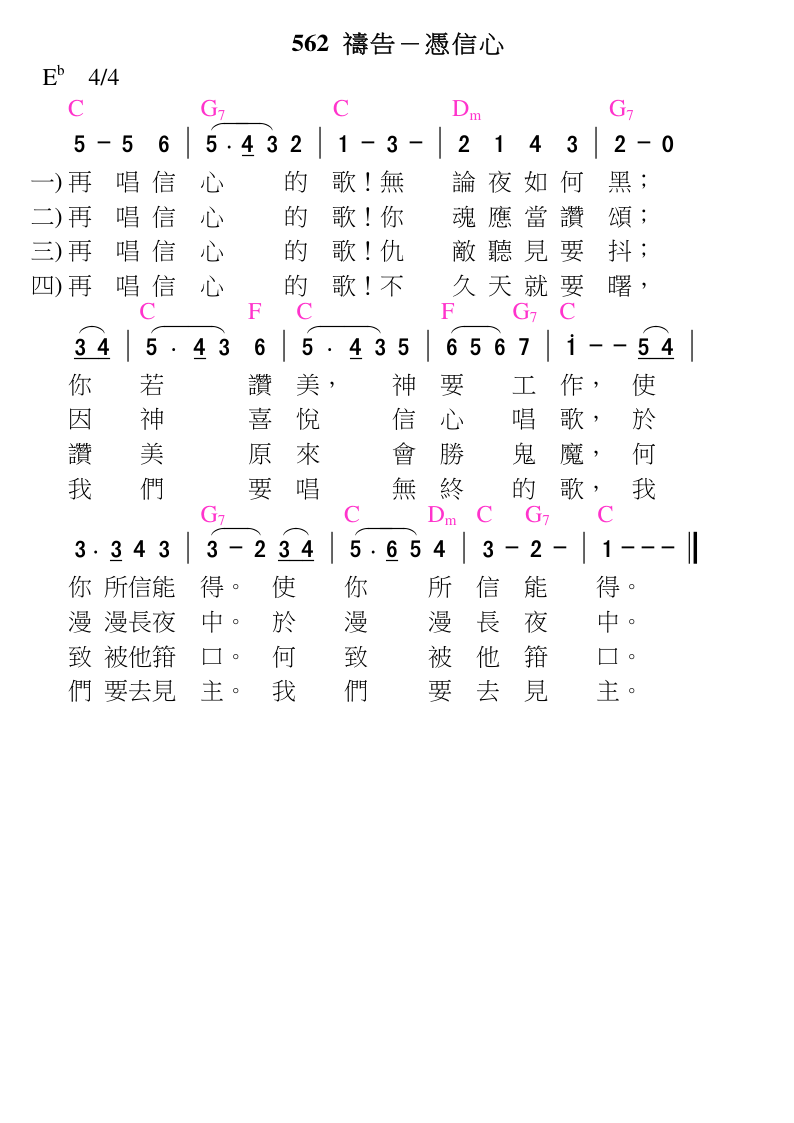 562 禱告－憑信心
E♭ 4/4
C G7 C Dm G7
5 － 5 6 | 5 . 4 3 2 | 1 － 3 － | 2 1 4 3 | 2 － 0
一) 再 唱 信 心 的 歌！無 論 夜 如 何 黑；
二) 再 唱 信 心 的 歌！你 魂 應 當 讚 頌；
三) 再 唱 信 心 的 歌！仇 敵 聽 見 要 抖；
四) 再 唱 信 心 的 歌！不 久 天 就 要 曙，
C F C F G7 C
3 4 | 5 . 4 3 6 | 5 . 4 3 5 | 6 5 6 7 | i － － 5 4 |
你 若 讚 美， 神 要 工 作， 使
因 神 喜 悅 信 心 唱 歌， 於
讚 美 原 來 會 勝 鬼 魔， 何
我 們 要 唱 無 終 的 歌， 我
G7 C Dm C G7 C
3 . 3 4 3 | 3 － 2 3 4 | 5 . 6 5 4 | 3 － 2 － | 1 － － － ‖
你 所信能 得。 使 你 所 信 能 得。
漫 漫長夜 中。 於 漫 漫 長 夜 中。
致 被他箝 口。 何 致 被 他 箝 口。
們 要去見 主。 我 們 要 去 見 主。